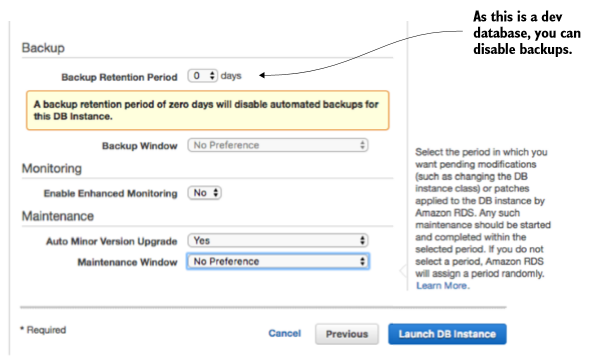 As this is a dev
database, you can
disable backups.
Backup
Backup Retention Period 0 days
A backup retention period of zero days will disable automated backups for
this DB Instance.
Backup Window No Preference
Monitoring
Enable Enhanced Monitoring No
Maintenance
Auto Minor Version Upgrade Yes
Maintenance Window No Preference
Select the period in which you
want pending modifications
(such as changing the DB
instance class) or patches
applied to the DB instance by
Amazon RDS. Any such
maintenance should be started
and completed within the
selected period. If you do not
select a period, Amazon RDS
will assign a period randomly.
Learn More.
* Required
Cancel Previous Launch DB Instance